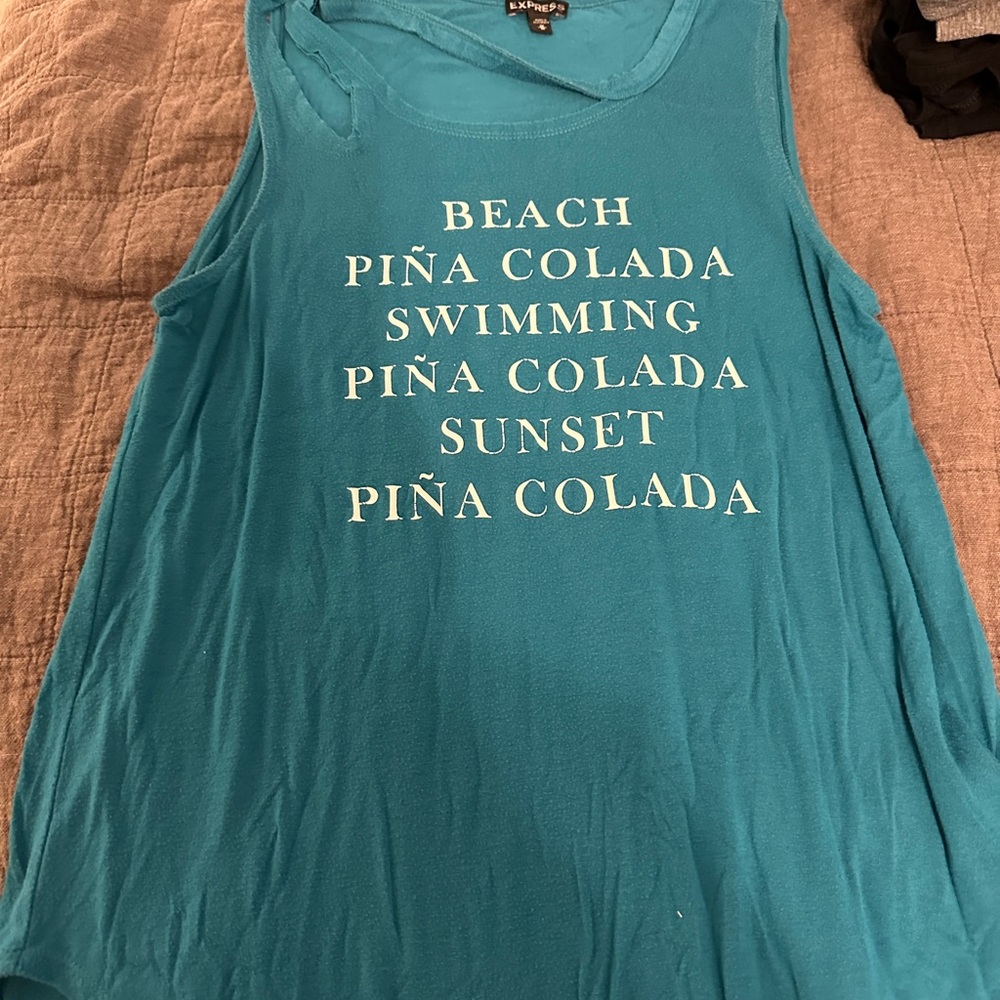 EXPRESS
BEACH
PIÑA COLADA
SWIMMING
PIÑA COLADA
SUNSET
PIÑA COLADA